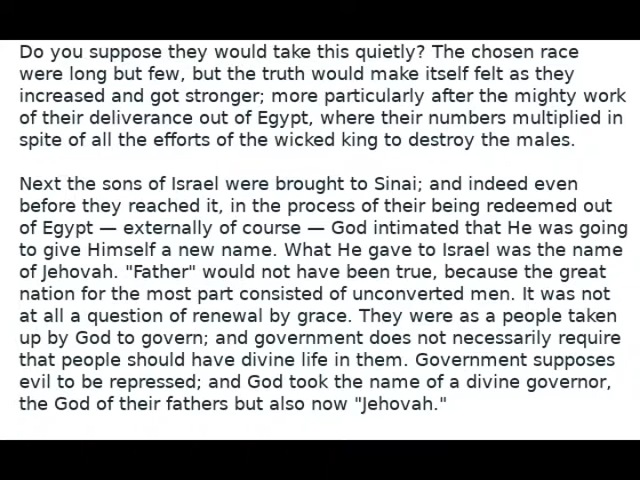 Do you suppose they would take this quietly? The chosen race
were long but few, but the truth would make itself felt as they
increased and got stronger; more particularly after the mighty work
of their deliverance out of Egypt, where their numbers multiplied in
spite of all the efforts of the wicked king to destroy the males.
Next the sons of Israel were brought to Sinai; and indeed even
before they reached it, in the process of their being redeemed out
of Egypt — externally of course — God intimated that He was going
to give Himself a new name. What He gave to Israel was the name
of Jehovah. "Father" would not have been true, because the great
nation for the most part consisted of unconverted men. It was not
at all a question of renewal by grace. They were as a people taken
up by God to govern; and government does not necessarily require
that people should have divine life in them. Government supposes
evil to be repressed; and God took the name of a divine governor,
the God of their fathers but also now "Jehovah."